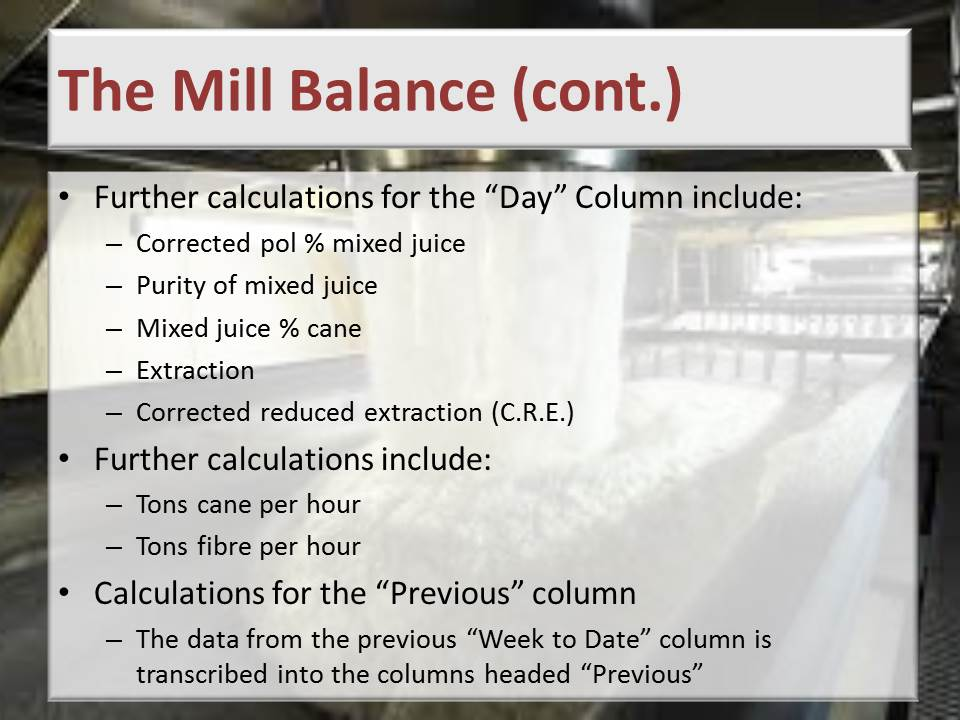 The Mill Balance (cont.)
• Further calculations for the “Day” Column include:
– Corrected pol % mixed juice
– Purity of mixed juice
– Mixed juice % cane
– Extraction
– Corrected reduced extraction (C.R.E.)
• Further calculations include:
– Tons cane per hour
– Tons fibre per hour
• Calculations for the “Previous” column
– The data from the previous “Week to Date” column is
transcribed into the columns headed “Previous”